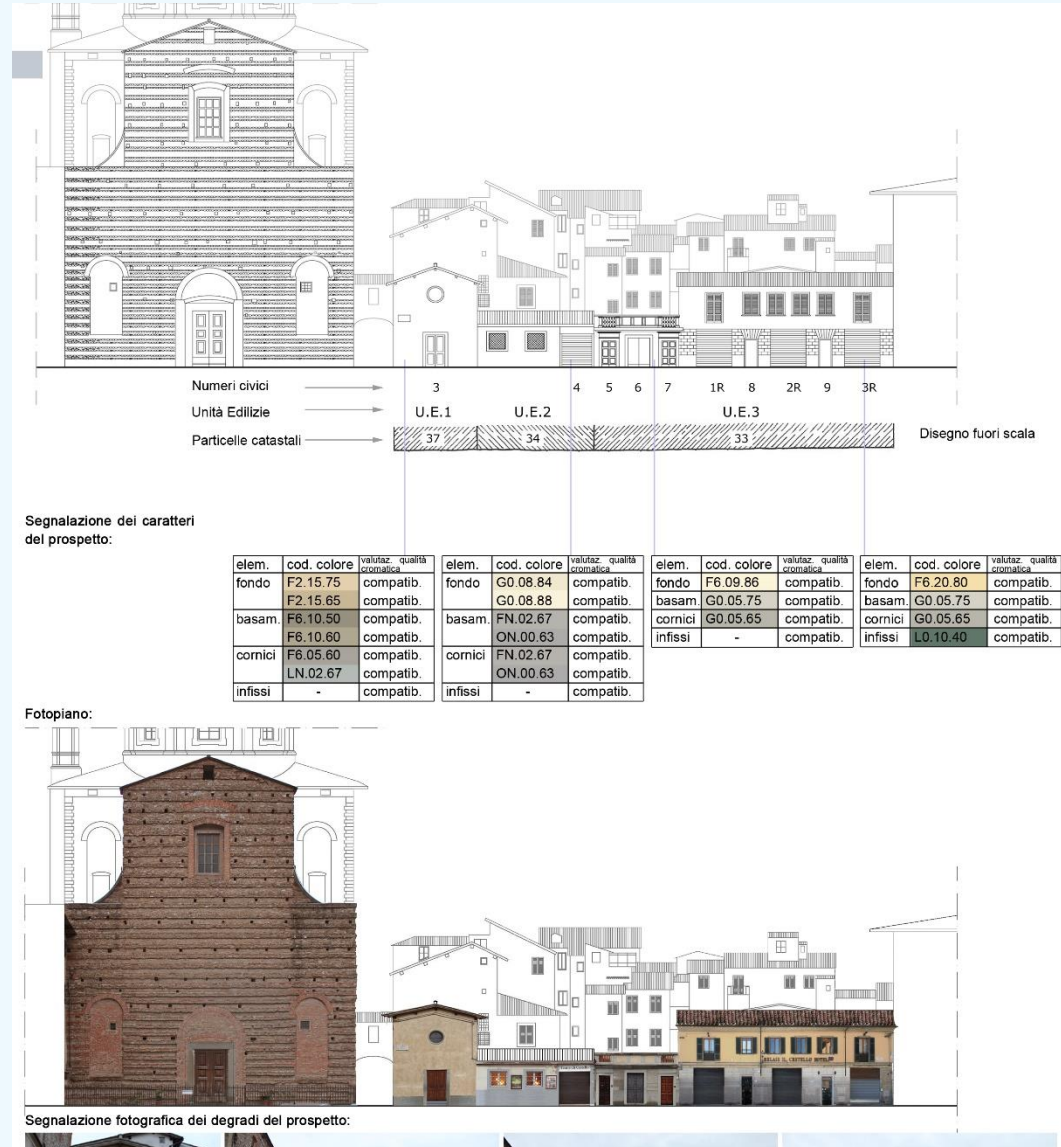 Numeri civici 3 4 5 6 7 1R 8 2R 9 3R
Unità Edilizie U.E.1 U.E.2 U.E.3
Particelle catastali 37 34 33 Disegno fuori scala
Segnalazione dei caratteri
del prospetto:
elem. cod. colore valutaz. qualità cromatica
fondo F2.15.75 compatib.
F2.15.65 compatib.
basam. F6.10.50 compatib.
F6.10.60 compatib.
cornici F6.05.60 compatib.
LN.02.67 compatib.
infissi - compatib.
elem. cod. colore valutaz. qualità cromatica
fondo G0.08.84 compatib.
G0.08.88 compatib.
basam. FN.02.67 compatib.
ON.00.63 compatib.
cornici FN.02.67 compatib.
ON.00.63 compatib.
infissi - compatib.
elem. cod. colore valutaz. qualità cromatica
fondo F6.09.86 compatib.
basam. G0.05.75 compatib.
cornici G0.05.65 compatib.
infissi - compatib.
elem. cod. colore valutaz. qualità cromatica
fondo F6.20.80 compatib.
basam. G0.05.75 compatib.
cornici G0.05.65 compatib.
infissi L0.10.40 compatib.
Fotopiano:
Segnalazione fotografica dei degradi del prospetto: